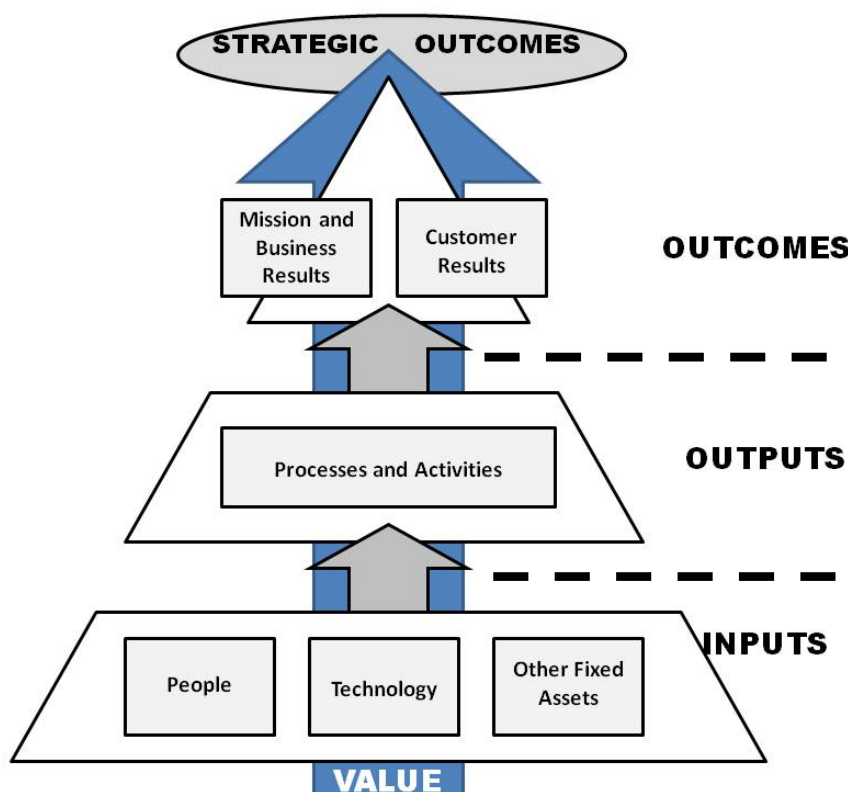 STRATEGIC OUTCOMES
Mission and
Business
Results
Customer
Results
OUTCOMES
Processes and Activities
OUTPUTS
People
Technology
Other Fixed
Assets
INPUTS
VALUE